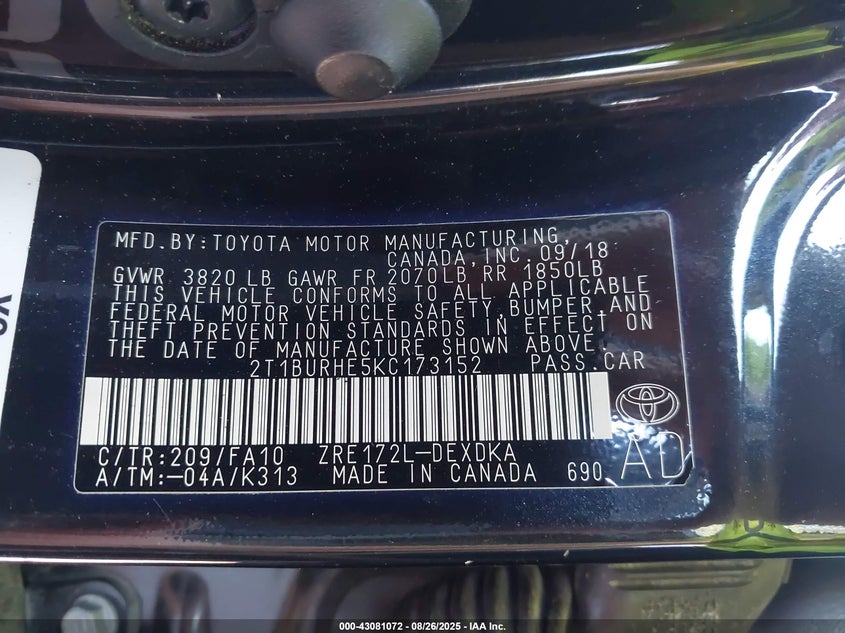 MFD.BY:TOYOTA MOTOR MANUFACTURING,
CANADA,INC. 09/18
GVWR 3820 LB GAWR FR 2070LB RR 1850LB
THIS VEHICLE CONFORMS TO ALL APPLICABLE
FEDERAL MOTOR VEHICLE SAFETY,BUMPER,AND
THEFT PREVENTION STANDARDS IN EFFECT ON
THE DATE OF MANUFACTURE SHOWN ABOVE.
2T1BURHE5KC173152 PASS.CAR
C/TR:209/FA10 ZRE172L-DEXDKA
A/TM:-04A/K313 MADE IN CANADA 690 AD
000-43081072 - 08/26/2025 - IAA Inc.